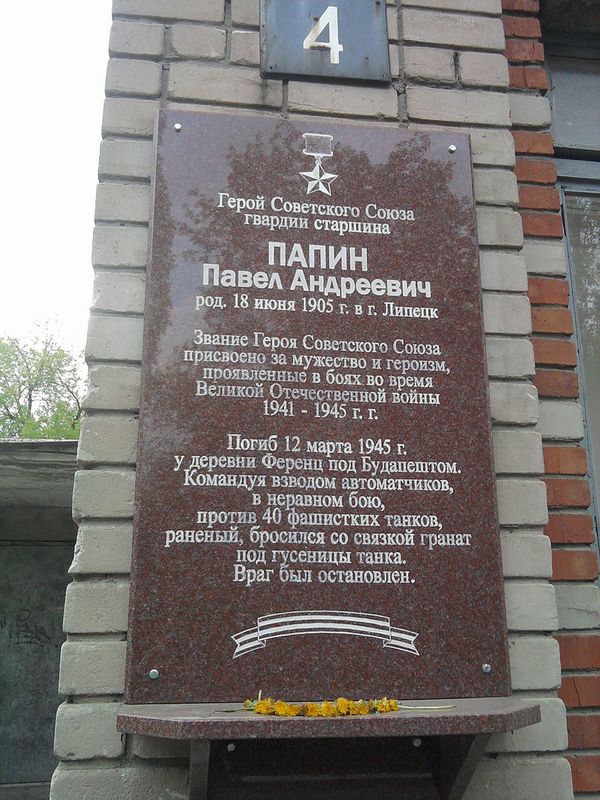 4
Герой Советского Союза
гвардии старшина
ПАПИН
Павел Андреевич
род. 18 июня 1905 г. в г. Липецк
Звание Героя Советского Союза
присвоено за мужество и героизм,
проявленные в боях во время
Великой Отечественной войны
1941 - 1945 г. г.
Погиб 12 марта 1945 г.
у деревни Ференц под Будапештом.
Командуя взводом автоматчиков,
в неравном бою,
против 40 фашистких танков,
раненый, бросился со связкой гранат
под гусеницы танка.
Враг был остановлен.